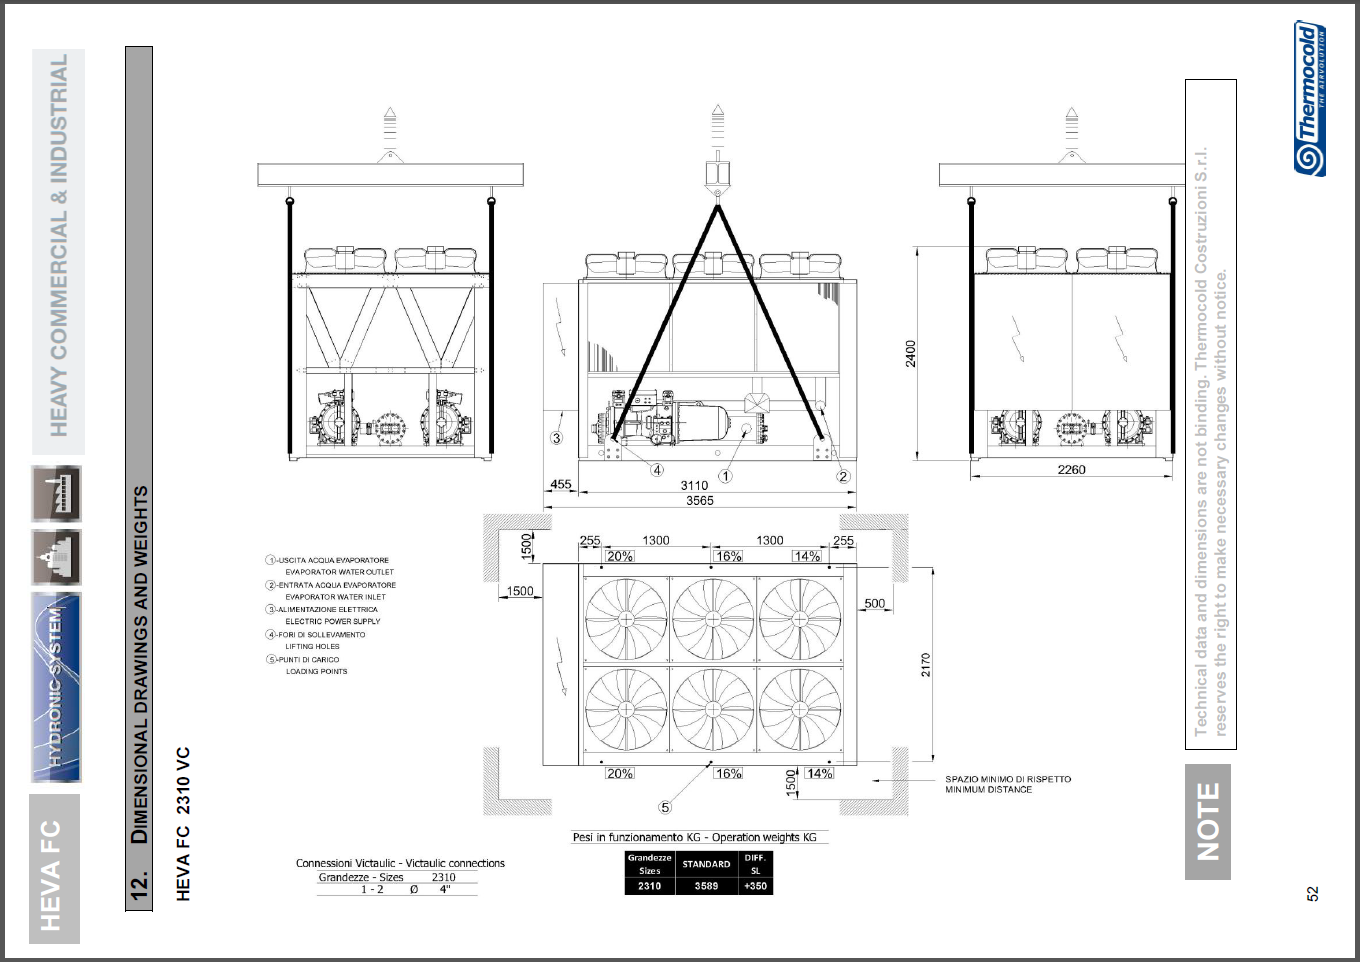 HEAVY COMMERCIAL & INDUSTRIAL
HYDRONIC SYSTEM
HEVA FC
12. DIMENSIONAL DRAWINGS AND WEIGHTS
HEVA FC 2310 VC
Thermocold
THE AIRVOLUTION
2400
2260
3
4
1
2
455
3110
3565
1500
255
1300
1300
255
20%
16%
14%
1500
500
2170
20%
16%
14%
1500
5
1-USCITA ACQUA EVAPORATORE
EVAPORATOR WATER OUTLET
2-ENTRATA ACQUA EVAPORATORE
EVAPORATOR WATER INLET
3-ALIMENTAZIONE ELETTRICA
ELECTRIC POWER SUPPLY
4-FORI DI SOLLEVAMENTO
LIFTING HOLES
5-PUNTI DI CARICO
LOADING POINTS
SPAZIO MINIMO DI RISPETTO
MINIMUM DISTANCE
Pesi in funzionamento KG - Operation weights KG
Grandezze Sizes STANDARD DIFF. SL
2310 3589 +350
Connessioni Victaulic - Victaulic connections
Grandezze - Sizes 2310
1 - 2 Ø 4"
NOTE
Technical data and dimensions are not binding. Thermocold Costruzioni S.r.l.
reserves the right to make necessary changes without notice.
52